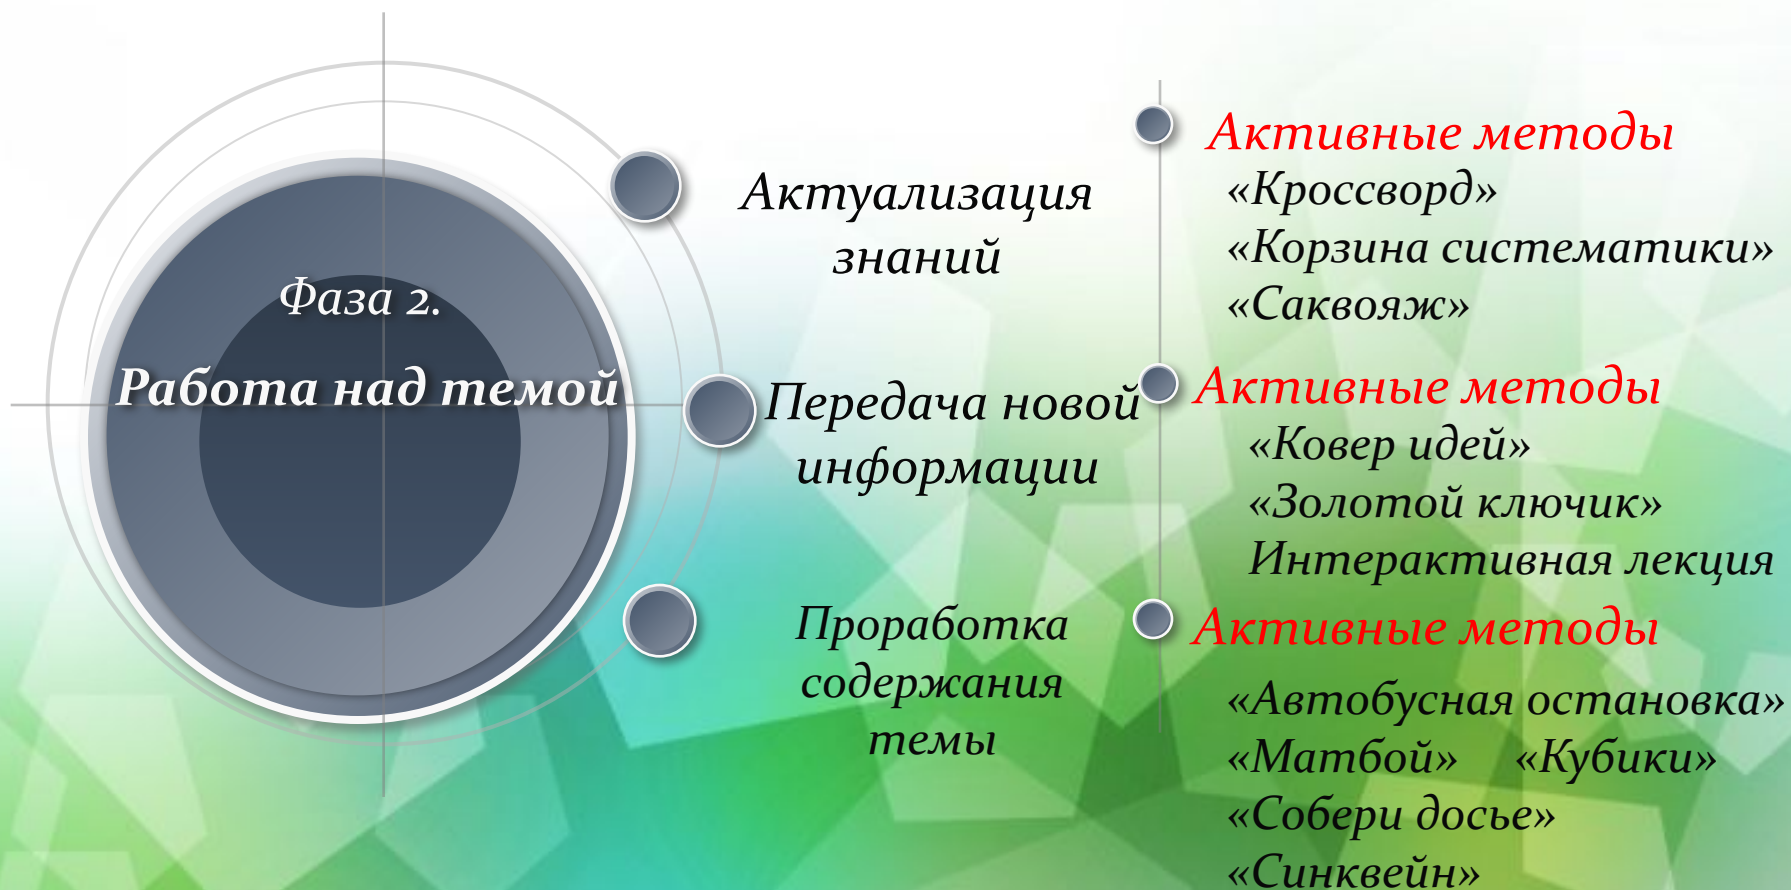 Фаза 2.
Работа над темой
Актуализация
знаний
Активные методы
«Кроссворд»
«Корзина систематики»
«Саквояж»
Передача новой
информации
Активные методы
«Ковер идей»
«Золотой ключик»
Интерактивная лекция
Проработка
содержания
темы
Активные методы
«Автобусная остановка»
«Матбой» «Кубики»
«Собери досье»
«Синквейн»